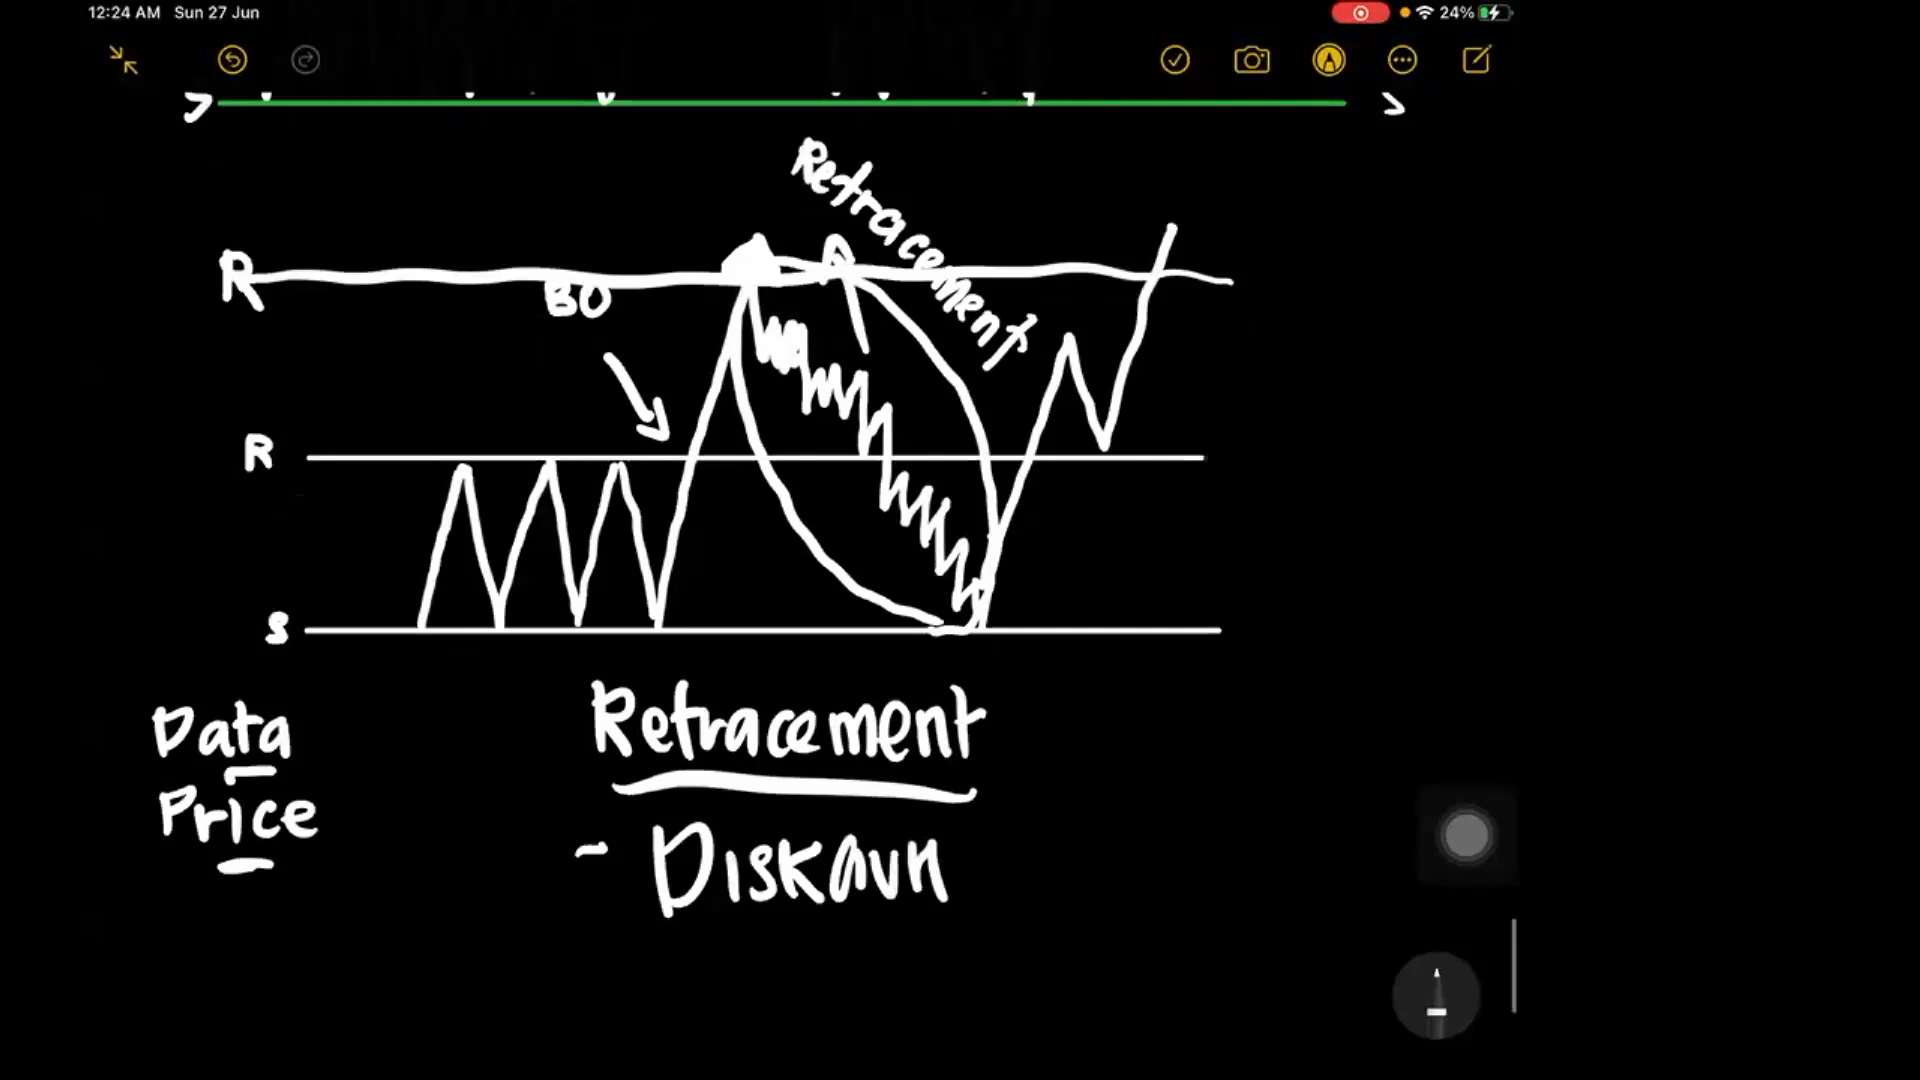 12:24 AM Sun 27 Jun
24%
Retracement
R
BO
R
S
Data
Price
Retracement
- Diskaun